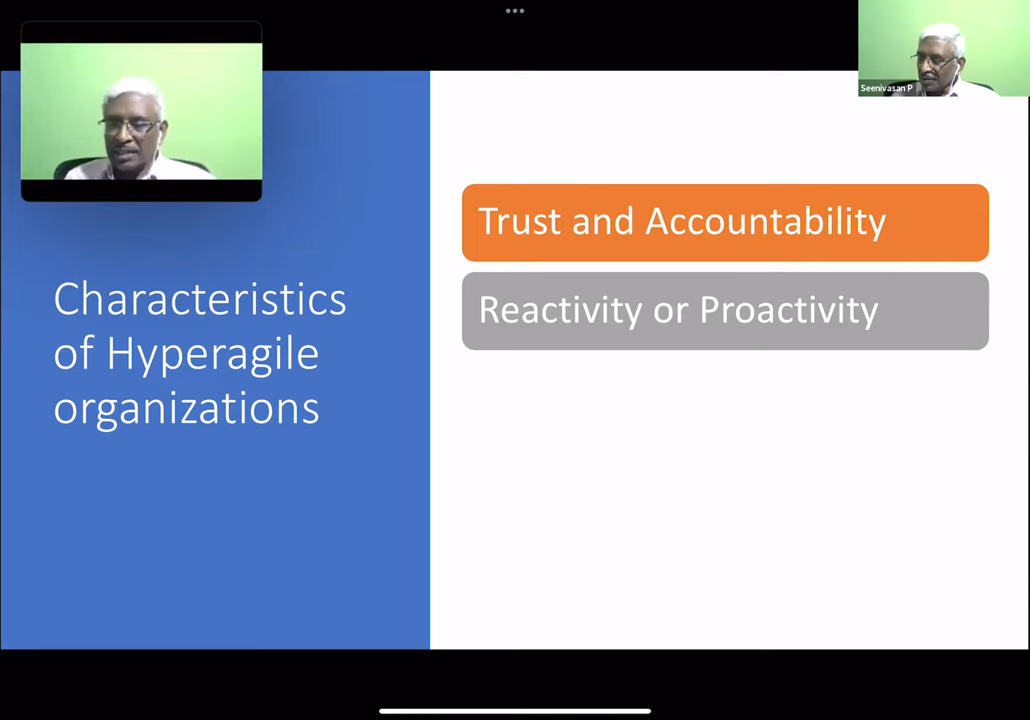 Seenivasan P
Characteristics
of Hyperagile
organizations
Trust and Accountability
Reactivity or Proactivity